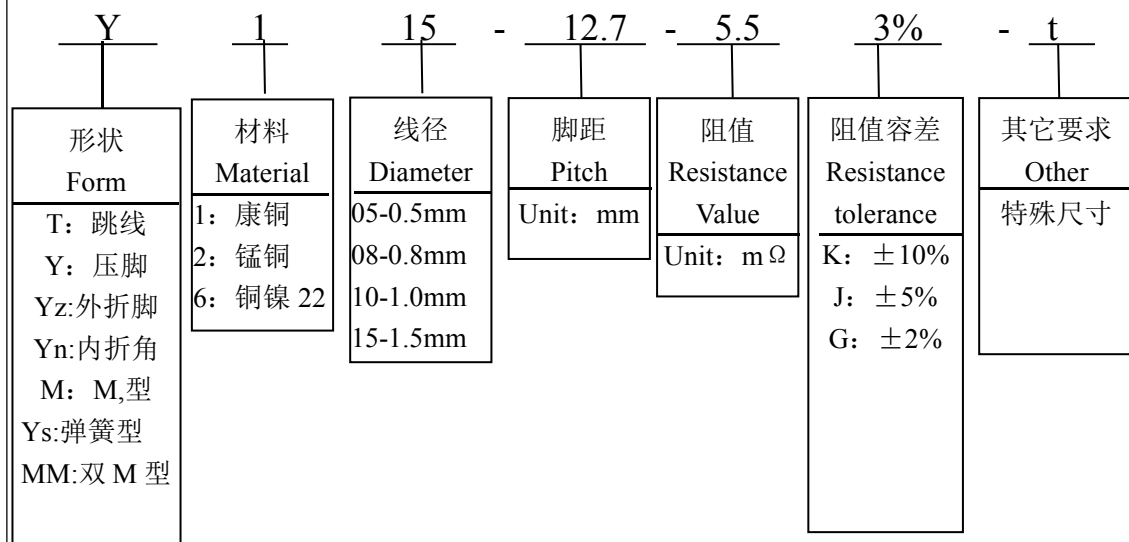 Y 1 15 - 12.7 - 5.5 3% - t
形状
Form
T：跳线
Y：压脚
Yz:外折脚
Yn:内折角
M：M,型
Ys:弹簧型
MM:双 M 型
材料
Material
1：康铜
2：锰铜
6：铜镍 22
线径
Diameter
05-0.5mm
08-0.8mm
10-1.0mm
15-1.5mm
脚距
Pitch
Unit：mm
阻值
Resistance
Value
Unit：mΩ
阻值容差
Resistance
tolerance
K：±10%
J：±5%
G：±2%
其它要求
Other
特殊尺寸